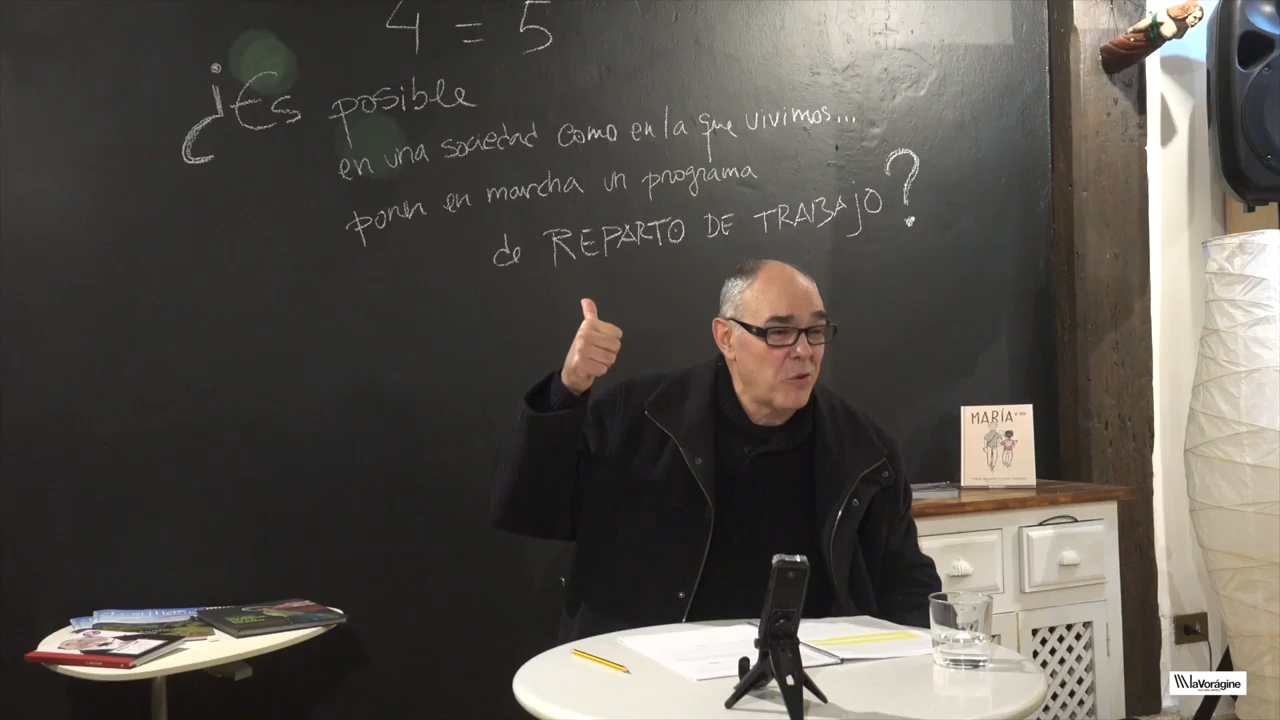 4 = 5
¿Es posible
en una sociedad como en la que vivimos...
poner en marcha un programa
de REPARTO DE TRABAJO?
MARÍA
laVorágine